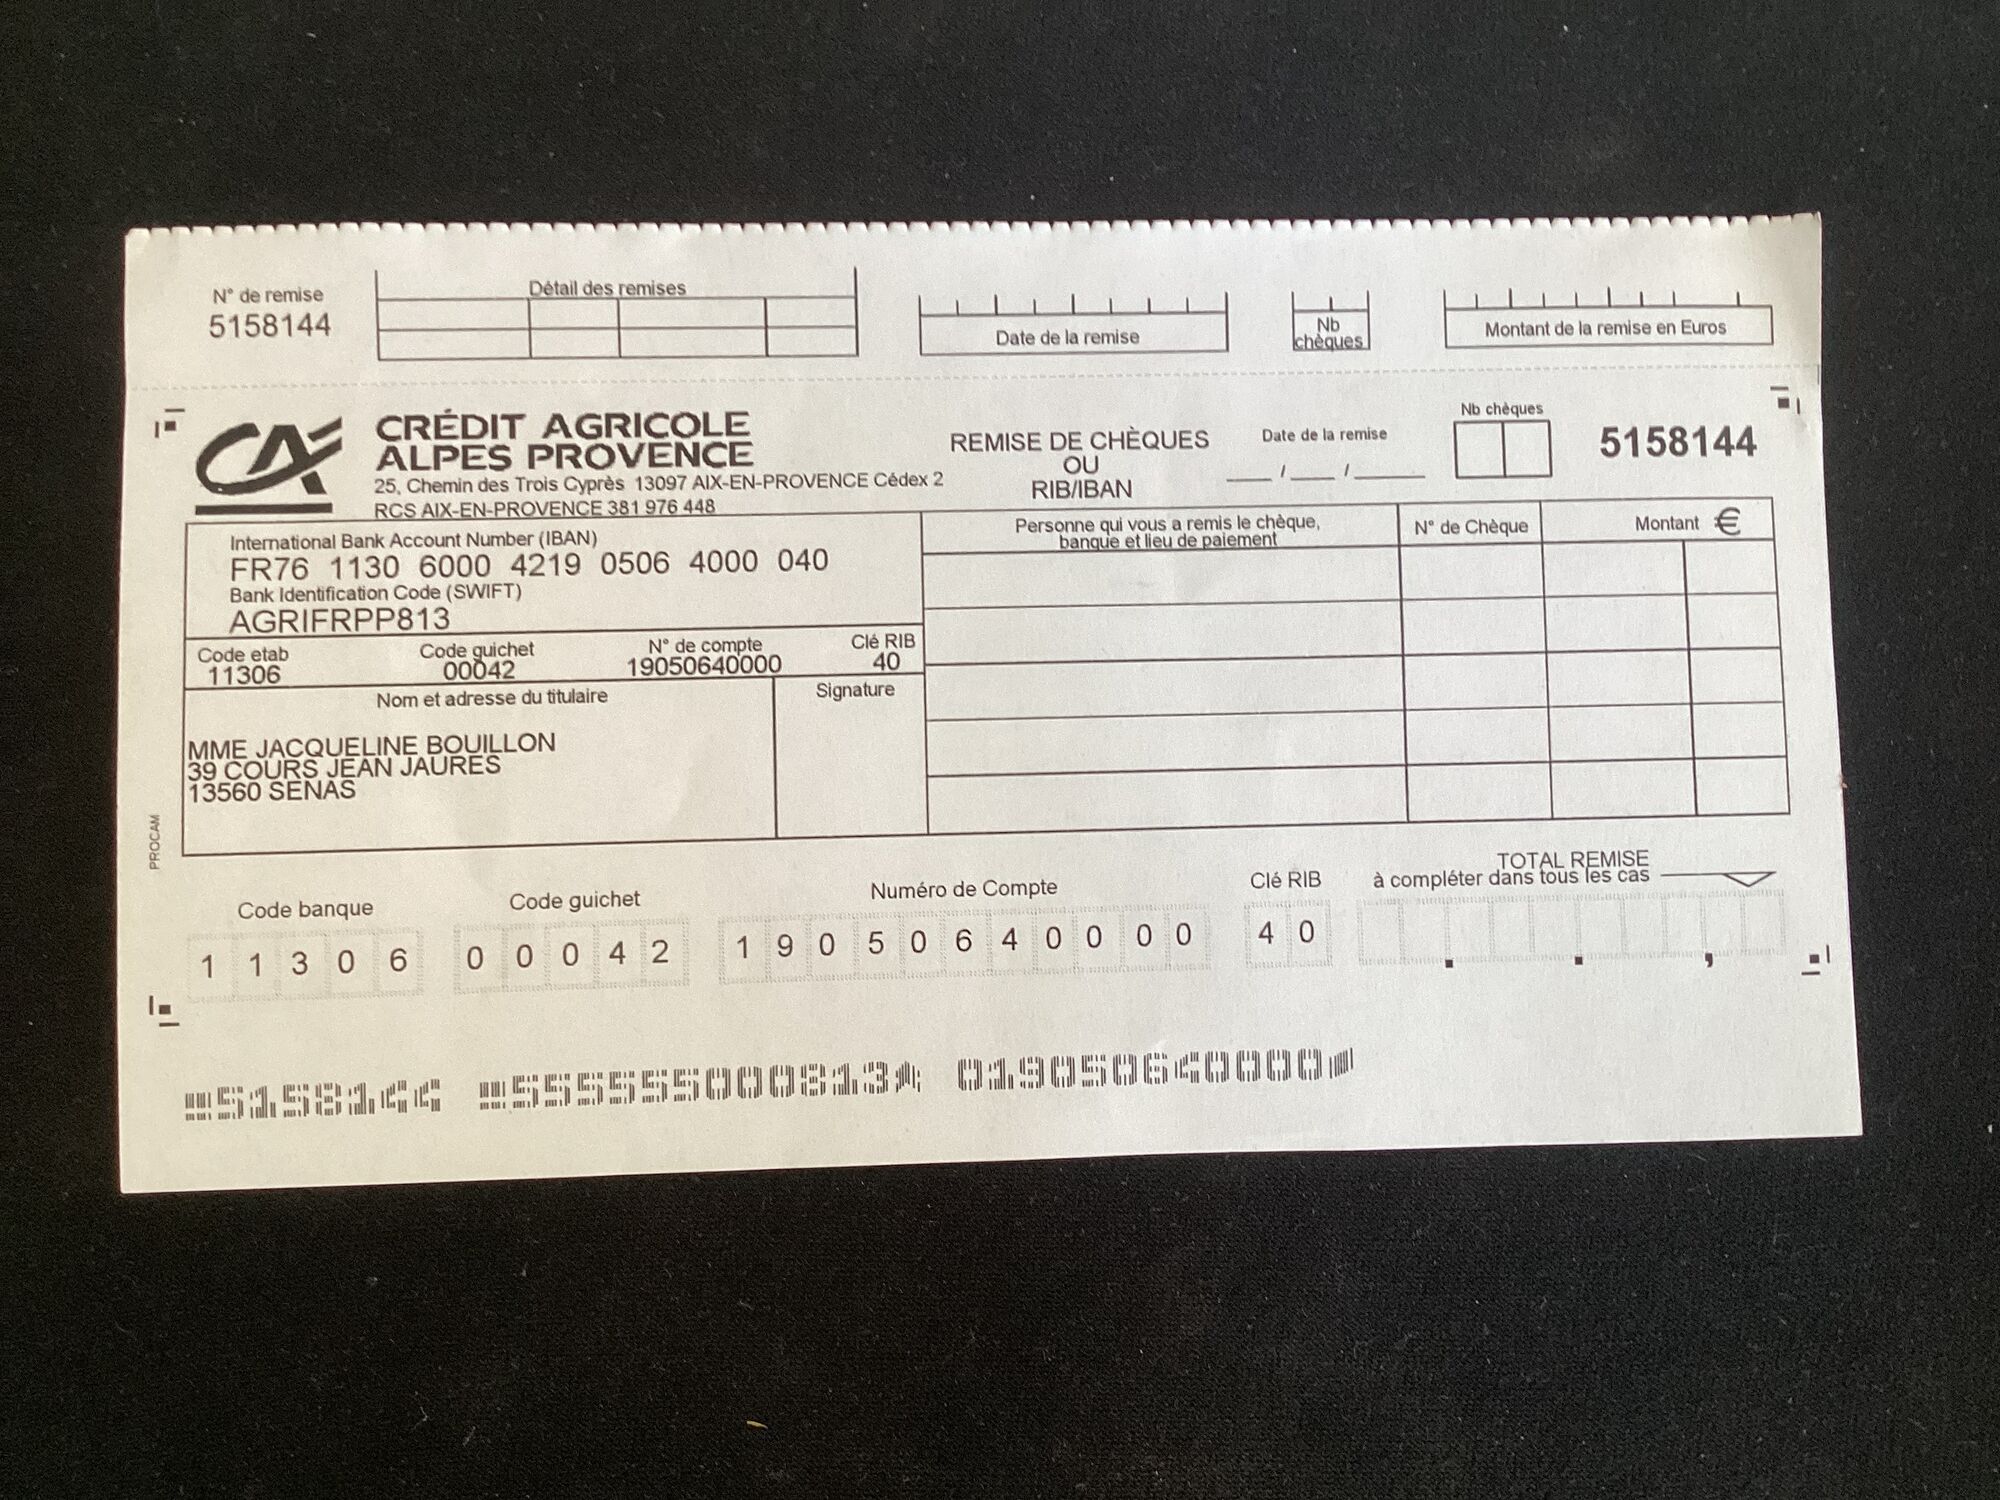 N° de remise
5158144
Détail des remises
Date de la remise
Nb
chèques
Montant de la remise en Euros
CRÉDIT AGRICOLE
ALPES PROVENCE
25, Chemin des Trois Cyprès 13097 AIX-EN-PROVENCE Cédex 2
RCS AIX-EN-PROVENCE 381 976 448
REMISE DE CHÈQUES
OU
RIB/IBAN
Date de la remise
__ / __ / ____
Nb chèques
5158144
International Bank Account Number (IBAN)
FR76 1130 6000 4219 0506 4000 040
Bank Identification Code (SWIFT)
AGRIFRPP813
Code etab Code guichet N° de compte Clé RIB
11306 00042 19050640000 40
Nom et adresse du titulaire
Signature
MME JACQUELINE BOUILLON
39 COURS JEAN JAURES
13560 SENAS
Personne qui vous a remis le chèque,
banque et lieu de paiement
N° de Chèque
Montant €
PROCAM
Code banque Code guichet Numéro de Compte Clé RIB
1 1 3 0 6 0 0 0 4 2 1 9 0 5 0 6 4 0 0 0 0 4 0
TOTAL REMISE
à compléter dans tous les cas
5158144 555555000813 019050640000